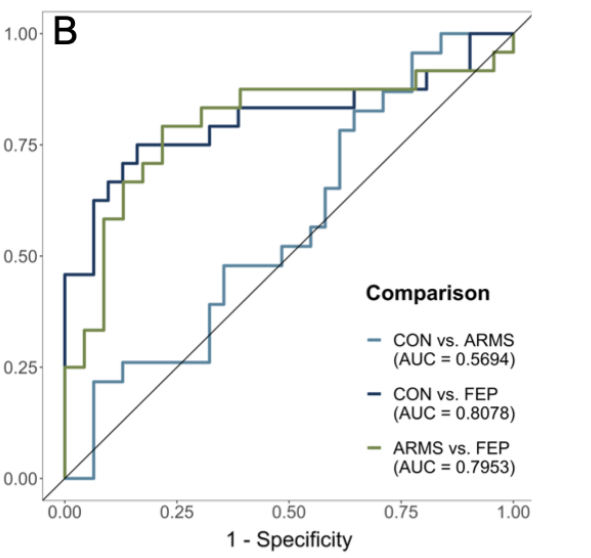 B
1.00
0.75
0.50
0.25
0.00
Comparison
CON vs. ARMS
(AUC = 0.5694)
CON vs. FEP
(AUC = 0.8078)
ARMS vs. FEP
(AUC = 0.7953)
0.00 0.25 0.50 0.75 1.00
1 - Specificity